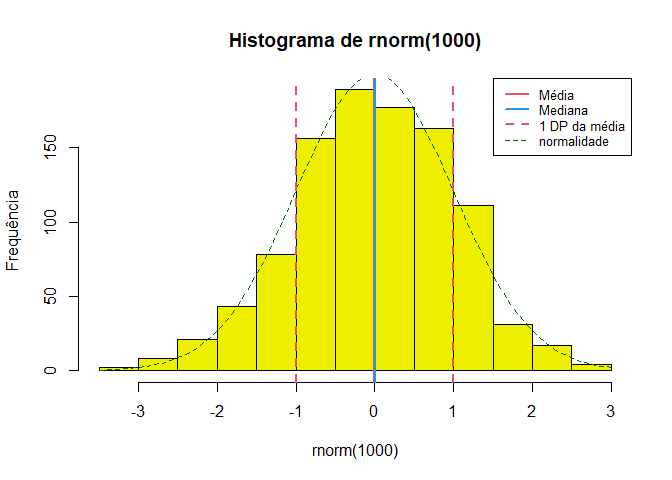 Histograma de rnorm(1000)
Média
Mediana
1 DP da média
normalidade
Frequência
150
100
50
0
-3 -2 -1 0 1 2 3
rnorm(1000)